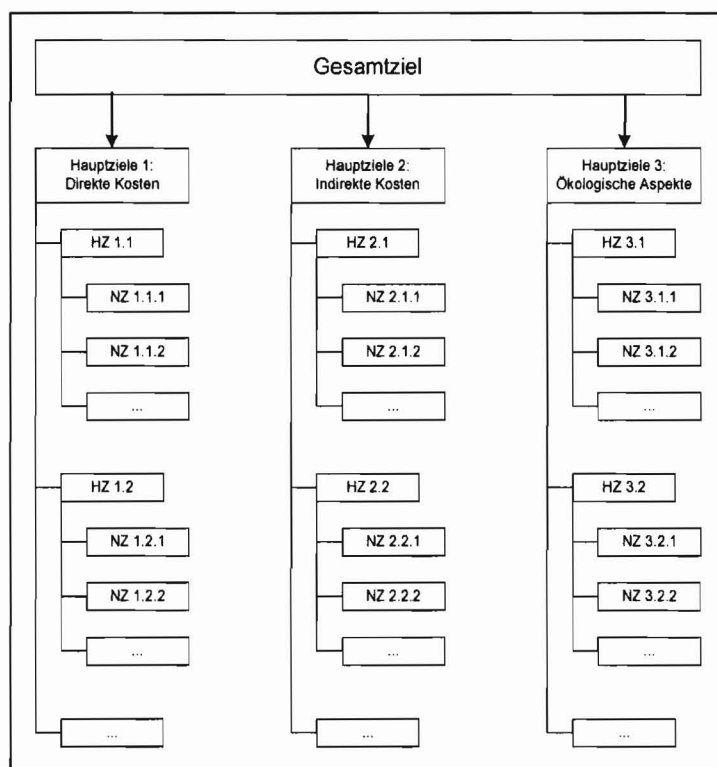 Gesamtziel
Hauptziele 1:
Direkte Kosten
HZ 1.1
NZ 1.1.1
NZ 1.1.2
...
HZ 1.2
NZ 1.2.1
NZ 1.2.2
...
...
Hauptziele 2:
Indirekte Kosten
HZ 2.1
NZ 2.1.1
NZ 2.1.2
...
HZ 2.2
NZ 2.2.1
NZ 2.2.2
...
...
Hauptziele 3:
Ökologische Aspekte
HZ 3.1
NZ 3.1.1
NZ 3.1.2
...
HZ 3.2
NZ 3.2.1
NZ 3.2.2
...
...